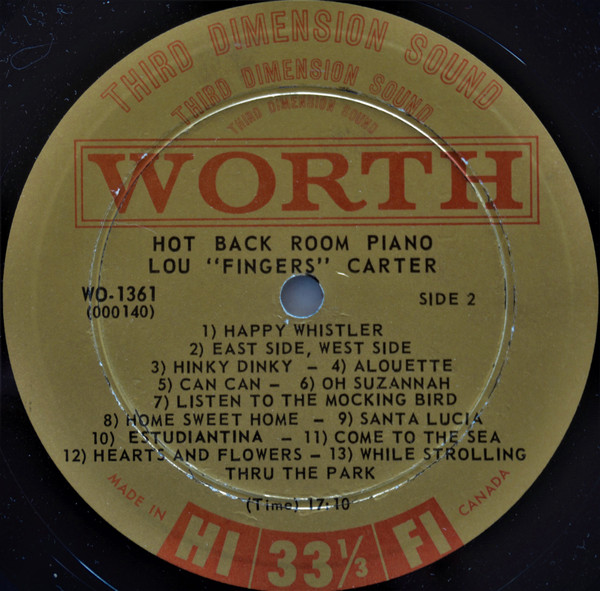 THIRD DIMENSION SOUND
THIRD DIMENSION SOUND
THIRD DIMENSION SOUND
WORTH
HOT BACK ROOM PIANO
LOU "FINGERS" CARTER
WO-1361
(000140)
SIDE 2
1) HAPPY WHISTLER
2) EAST SIDE, WEST SIDE
3) HINKY DINKY – 4) ALOUETTE
5) CAN CAN – 6) OH SUZANNAH
7) LISTEN TO THE MOCKING BIRD
8) HOME SWEET HOME – 9) SANTA LUCIA
10) ESTUDIANTINA – 11) COME TO THE SEA
12) HEARTS AND FLOWERS – 13) WHILE STROLLING
THRU THE PARK
(Time) 17:10
MADE IN CANADA
HI 33 1/3 FI